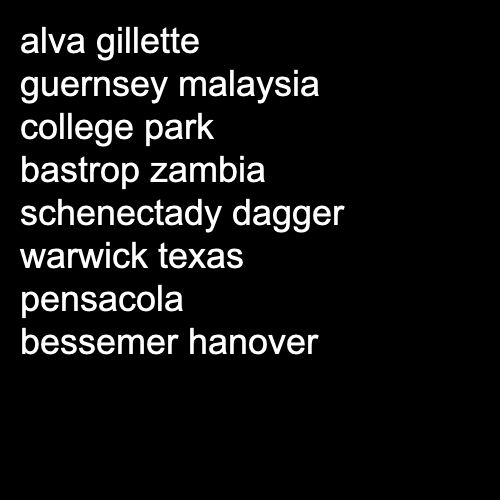 alva gillette
guernsey malaysia
college park
bastrop zambia
schenectady dagger
warwick texas
pensacola
bessemer hanover